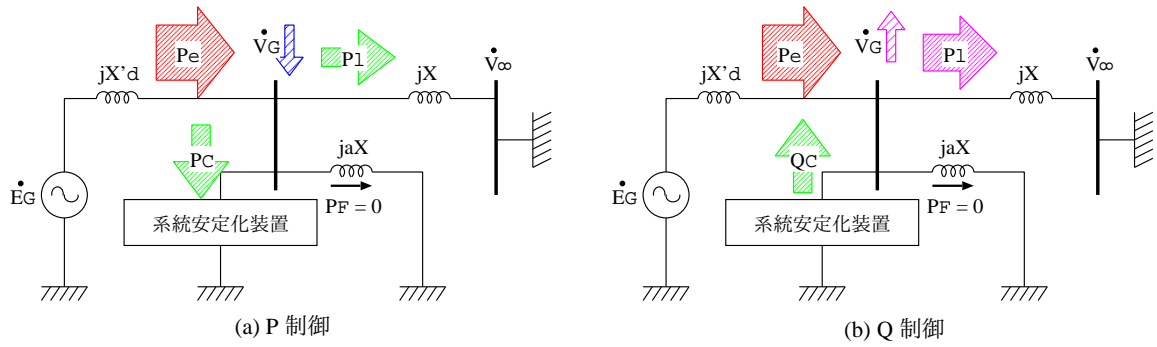 Pe
V̇G
Pl
jX'd
jX
V̇∞
PC
jaX
ĖG
PF = 0
系統安定化装置
(a) P 制御
Pe
V̇G
Pl
jX'd
jX
V̇∞
QC
jaX
ĖG
PF = 0
系統安定化装置
(b) Q 制御